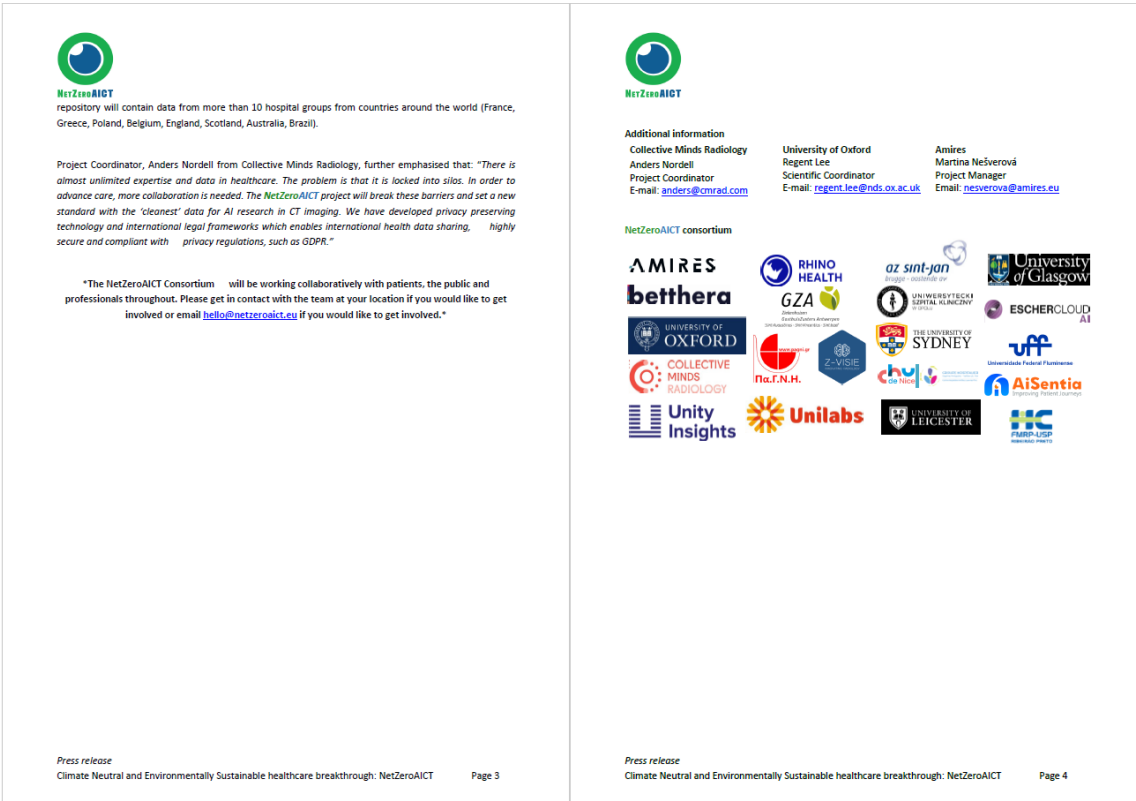 NETZEROAICT
repository will contain data from more than 10 hospital groups from countries around the world (France,
Greece, Poland, Belgium, England, Scotland, Australia, Brazil).
Project Coordinator, Anders Nordell from Collective Minds Radiology, further emphasised that: “There is
almost unlimited expertise and data in healthcare. The problem is that it is locked into silos. In order to
advance care, more collaboration is needed. The NetZeroAICT project will break these barriers and set a new
standard with the ‘cleanest’ data for AI research in CT imaging. We have developed privacy preserving
technology and international legal frameworks which enables international health data sharing, highly
secure and compliant with privacy regulations, such as GDPR.”
*The NetZeroAICT Consortium will be working collaboratively with patients, the public and
professionals throughout. Please get in contact with the team at your location if you would like to get
involved or email hello@netzeroaict.eu if you would like to get involved.*
Press release
Climate Neutral and Environmentally Sustainable healthcare breakthrough: NetZeroAICT Page 3
NETZEROAICT
Additional information
Collective Minds Radiology
Anders Nordell
Project Coordinator
E-mail: anders@cmrad.com
University of Oxford
Regent Lee
Scientific Coordinator
E-mail: regent.lee@nds.ox.ac.uk
Amires
Martina Nešverová
Project Manager
Email: nesverova@amires.eu
NetZeroAICT consortium
AMIRES
RHINO
HEALTH
az sint-jan
brugge - oostende av
University
of Glasgow
betthera
GZA
Ziekenhuizen
UNIWERSYTECKI
SZPITAL KLINICZNY
W OPOLU
ESCHERCLOUD
AI
UNIVERSITY OF
OXFORD
www.pagni.gr
Πα.Γ.Ν.Η.
Z-VISIE
THE UNIVERSITY OF
SYDNEY
uff
Universidade Federal Fluminense
COLLECTIVE
MINDS
RADIOLOGY
chu
de Nice
AiSentia
Improving Patient Journeys
Unity
Insights
Unilabs
UNIVERSITY OF
LEICESTER
HC
FMRP-USP
RIBEIRÃO PRETO
Press release
Climate Neutral and Environmentally Sustainable healthcare breakthrough: NetZeroAICT Page 4